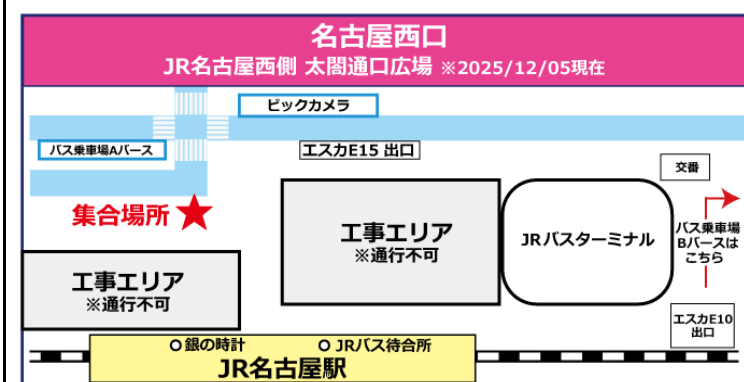 名古屋西口
JR名古屋西側 太閤通口広場 ※2025/12/05現在
ビックカメラ
バス乗車場Aバース
エスカE15 出口
交番
集合場所
工事エリア
※通行不可
JRバスターミナル
バス乗車場
Bバースは
こちら
工事エリア
※通行不可
エスカE10
出口
銀の時計
JRバス待合所
JR名古屋駅